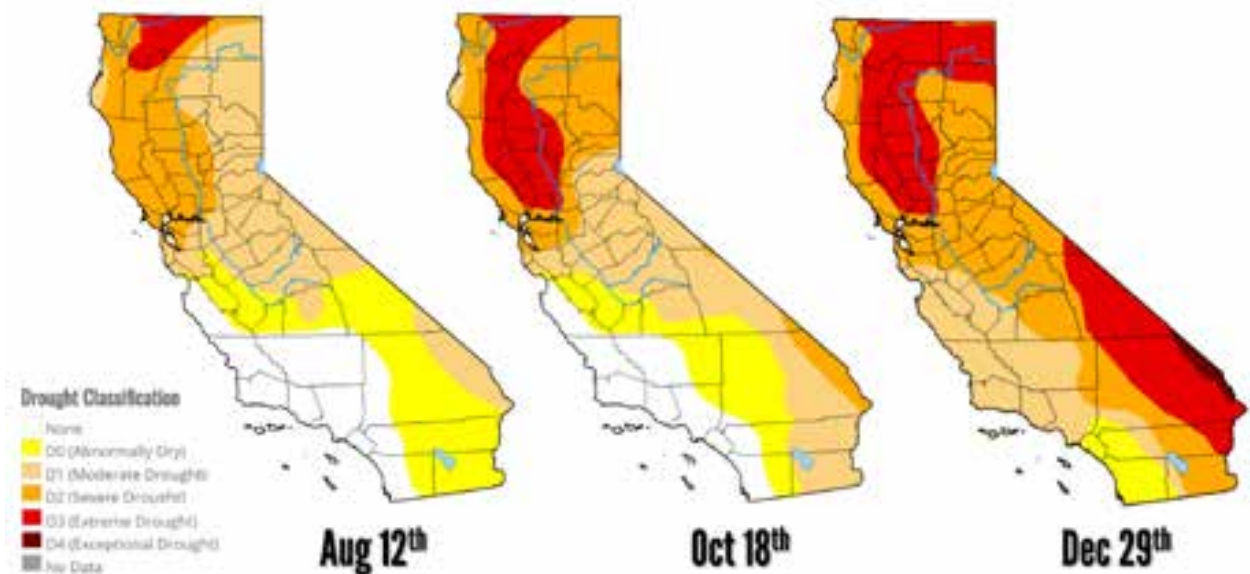 Drought Classification
None
D0 (Abnormally Dry)
D1 (Moderate Drought)
D2 (Severe Drought)
D3 (Extreme Drought)
D4 (Exceptional Drought)
No Data
Aug 12th
Oct 18th
Dec 29th